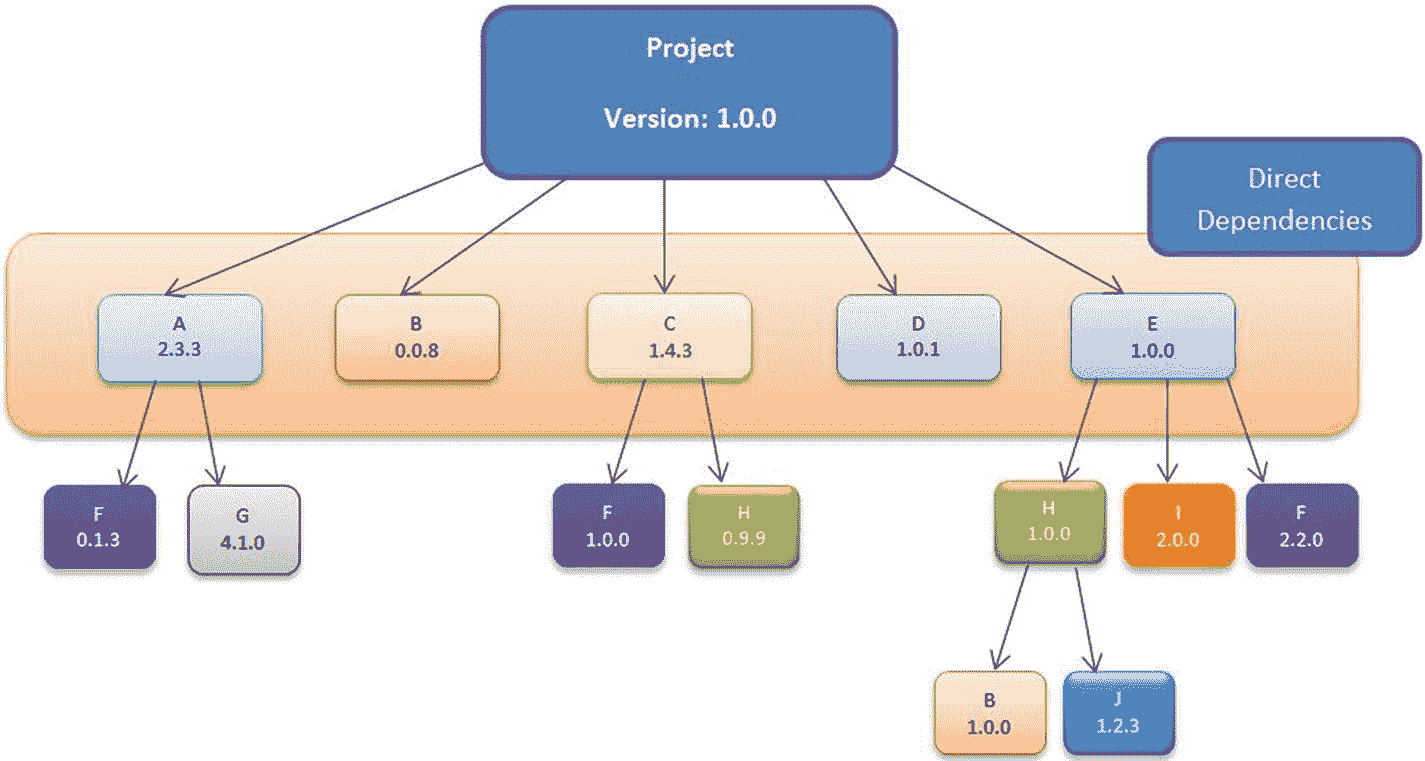 Project
Version: 1.0.0
Direct
Dependencies
A
2.3.3
B
0.0.8
C
1.4.3
D
1.0.1
E
1.0.0
F
0.1.3
G
4.1.0
F
1.0.0
H
0.9.9
H
1.0.0
I
2.0.0
F
2.2.0
B
1.0.0
J
1.2.3